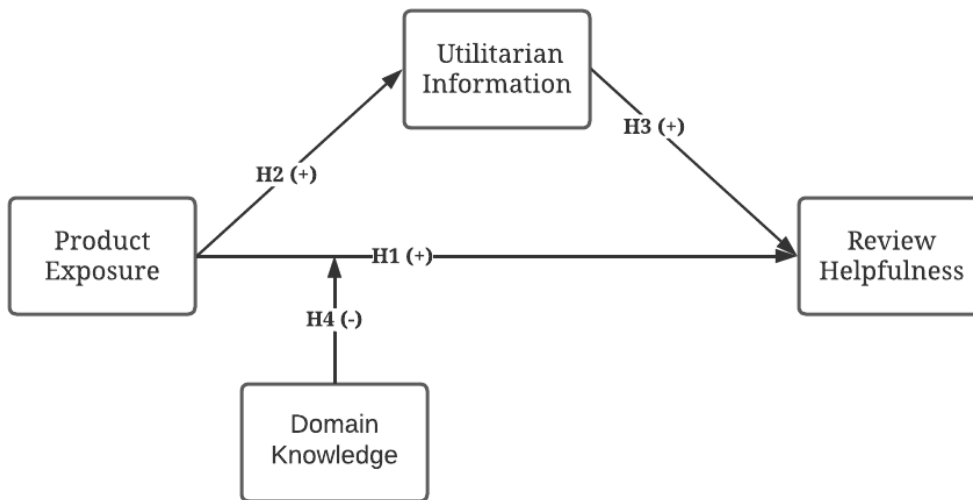 Utilitarian
Information
H3 (+)
H2 (+)
Product
Exposure
H1 (+)
Review
Helpfulness
H4 (-)
Domain
Knowledge